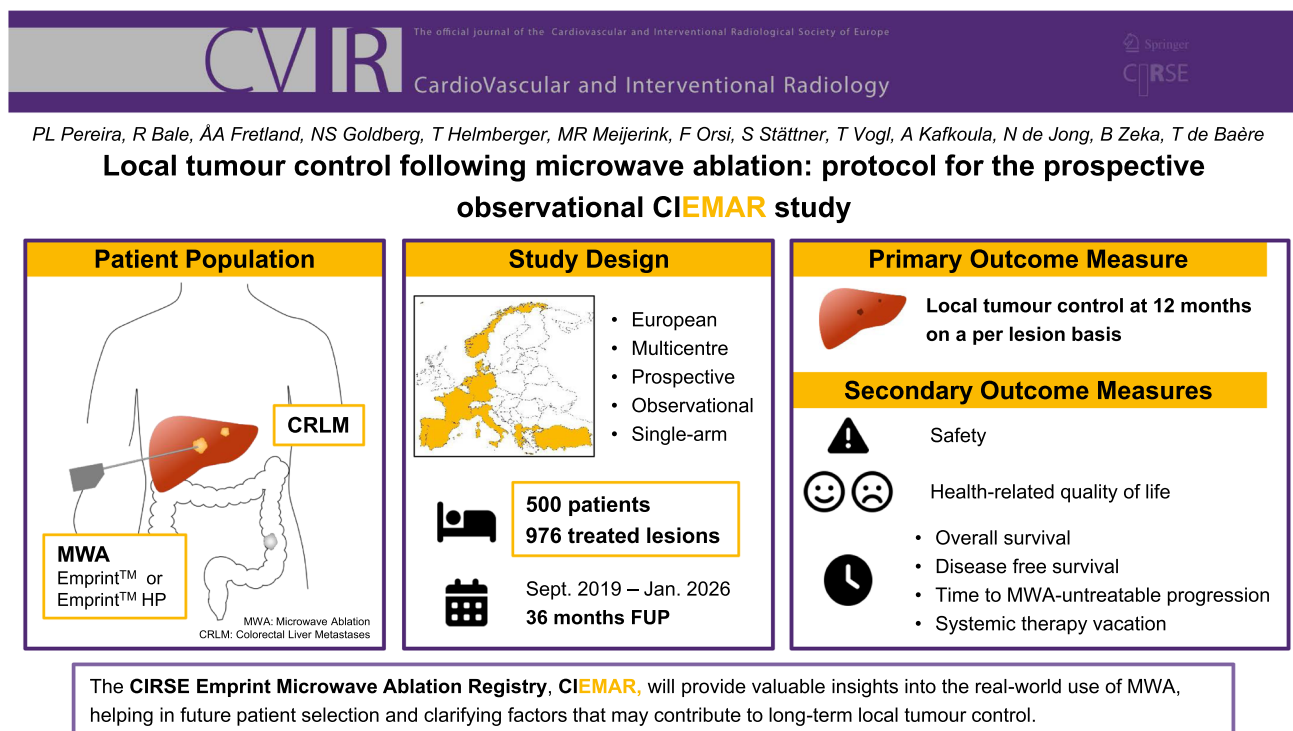 CVIR
The official journal of the Cardiovascular and Interventional Radiological Society of Europe
CardioVascular and Interventional Radiology
Springer
CIRSE
PL Pereira, R Bale, ÅA Fretland, NS Goldberg, T Helmberger, MR Meijerink, F Orsi, S Stättner, T Vogl, A Kafkoula, N de Jong, B Zeka, T de Baère
Local tumour control following microwave ablation: protocol for the prospective
observational CIEMAR study
Patient Population
CRLM
MWA
Emprint™ or
Emprint™ HP
MWA: Microwave Ablation
CRLM: Colorectal Liver Metastases
Study Design
• European
• Multicentre
• Prospective
• Observational
• Single-arm
500 patients
976 treated lesions
Sept. 2019 – Jan. 2026
36 months FUP
Primary Outcome Measure
Local tumour control at 12 months
on a per lesion basis
Secondary Outcome Measures
Safety
Health-related quality of life
• Overall survival
• Disease free survival
• Time to MWA-untreatable progression
• Systemic therapy vacation
The CIRSE Emprint Microwave Ablation Registry, CIEMAR, will provide valuable insights into the real-world use of MWA,
helping in future patient selection and clarifying factors that may contribute to long-term local tumour control.